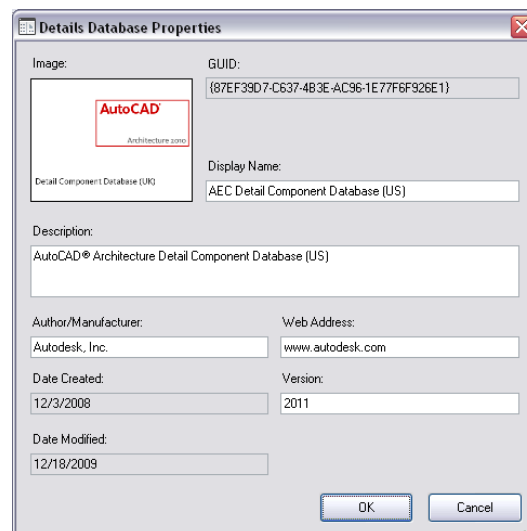 Details Database Properties
Image:
GUID:
{87EF39D7-C637-4B3E-AC96-1E77F6F926E1}
AutoCAD
Architecture 2010
Detail Component Database (UK)
Display Name:
AEC Detail Component Database (US)
Description:
AutoCAD® Architecture Detail Component Database (US)
Author/Manufacturer:
Web Address:
Autodesk, Inc.
www.autodesk.com
Date Created:
Version:
12/3/2008
2011
Date Modified:
12/18/2009
OK
Cancel